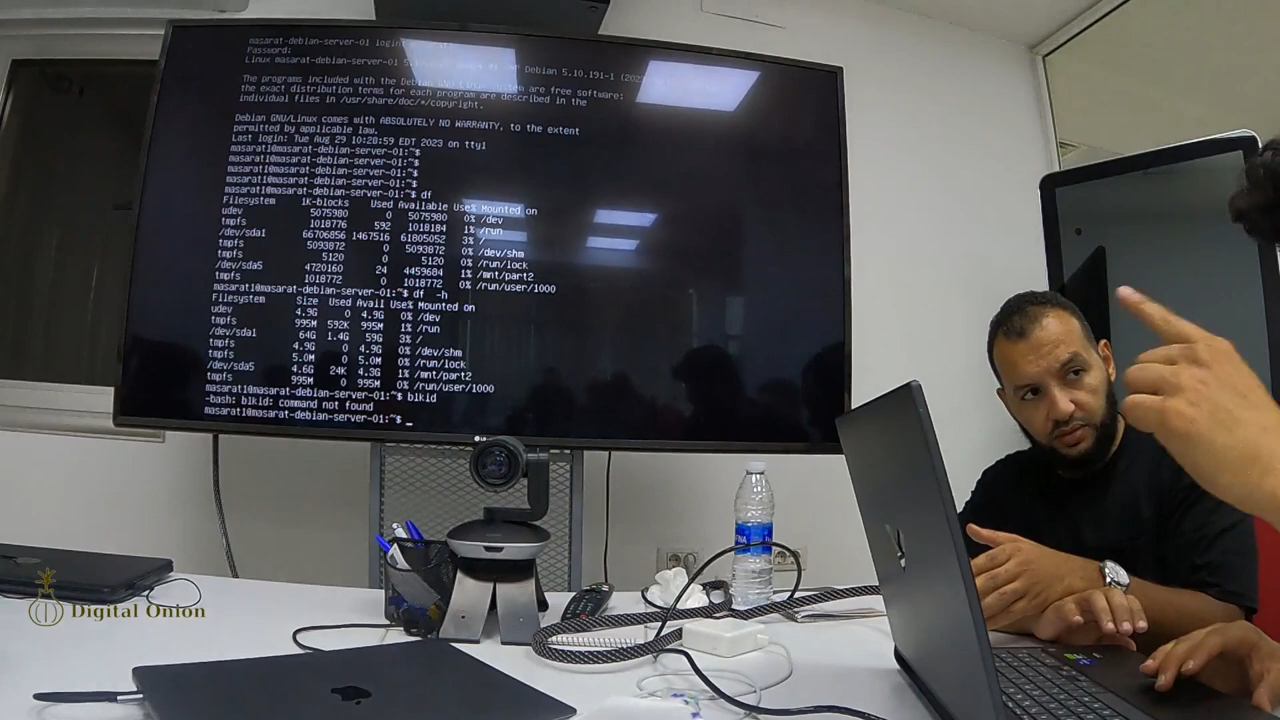 masarat-debian-server-01 login:
Password:
Linux masarat-debian-server-01 Debian 5.10.191-1
The programs included with the Debian GNU/Linux system are free software;
the exact distribution terms for each program are described in the
individual files in /usr/share/doc/*/copyright.
Debian GNU/Linux comes with ABSOLUTELY NO WARRANTY, to the extent
permitted by applicable law.
Last login: Tue Aug 29 10:28:59 EDT 2023 on tty1
masarat1@masarat-debian-server-01:~$
masarat1@masarat-debian-server-01:~$
masarat1@masarat-debian-server-01:~$
masarat1@masarat-debian-server-01:~$
masarat1@masarat-debian-server-01:~$ df
Filesystem 1K-blocks Used Available Use% Mounted on
udev 5075980 0 5075980 0% /dev
tmpfs 1018776 592 1018184 1% /run
/dev/sda1 66706856 1467516 61805052 3% /
tmpfs 5093872 0 5093872 0% /dev/shm
tmpfs 5120 0 5120 0% /run/lock
/dev/sda5 4720160 24 4459684 1% /mnt/part2
tmpfs 1018772 0 1018772 0% /run/user/1000
masarat1@masarat-debian-server-01:~$ df -h
Filesystem Size Used Avail Use% Mounted on
udev 4.9G 0 4.9G 0% /dev
tmpfs 995M 592K 995M 1% /run
/dev/sda1 64G 1.4G 59G 3% /
tmpfs 4.9G 0 4.9G 0% /dev/shm
tmpfs 5.0M 0 5.0M 0% /run/lock
/dev/sda5 4.6G 24K 4.3G 1% /mnt/part2
tmpfs 995M 0 995M 0% /run/user/1000
masarat1@masarat-debian-server-01:~$ blkid
-bash: blkid: command not found
masarat1@masarat-debian-server-01:~$ _
LG
Digital Onion